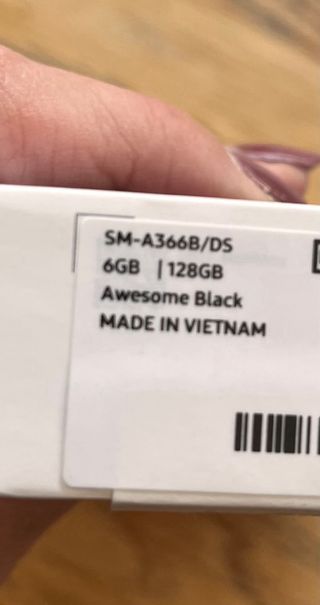 SM-A366B/DS
6GB | 128GB
Awesome Black
MADE IN VIETNAM